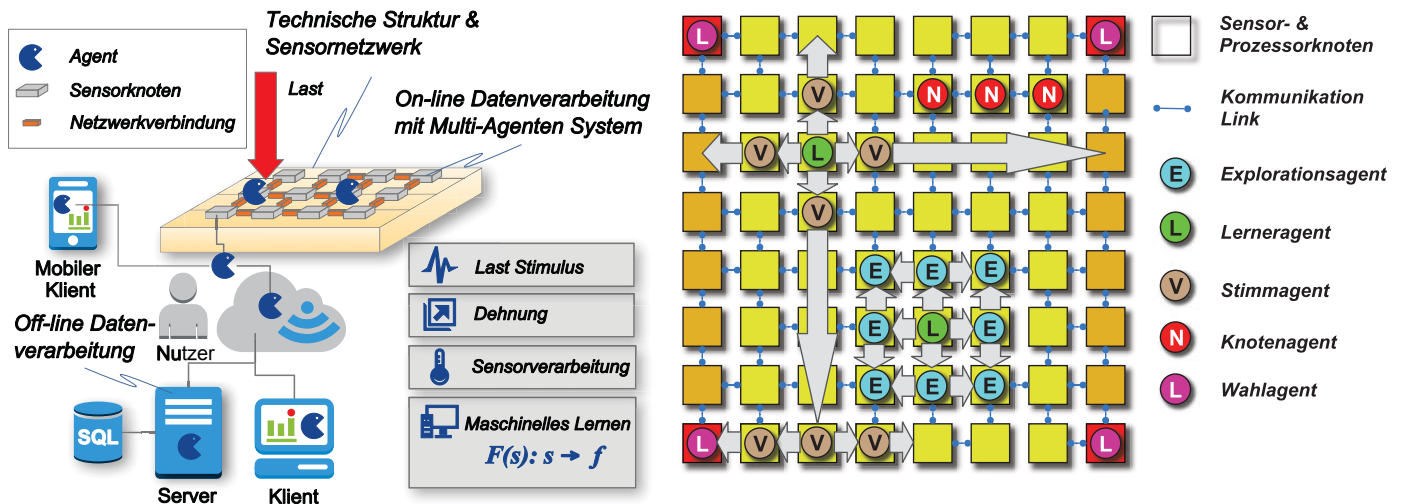 Technische Struktur &
Sensornetzwerk
Agent
Sensorknoten
Netzwerkverbindung
Last
On-line Datenverarbeitung
mit Multi-Agenten System
Mobiler
Klient
Nutzer
Off-line Daten-
verarbeitung
SQL
Server
Klient
Last Stimulus
Dehnung
Sensorverarbeitung
Maschinelles Lernen
F(s): s → f
L L
V N N N
V L V
V
E E E
E L E
E E E
L V V V L
Sensor- &
Prozessorknoten
Kommunikation
Link
E Explorationsagent
L Lerneragent
V Stimmagent
N Knotenagent
L Wahlagent